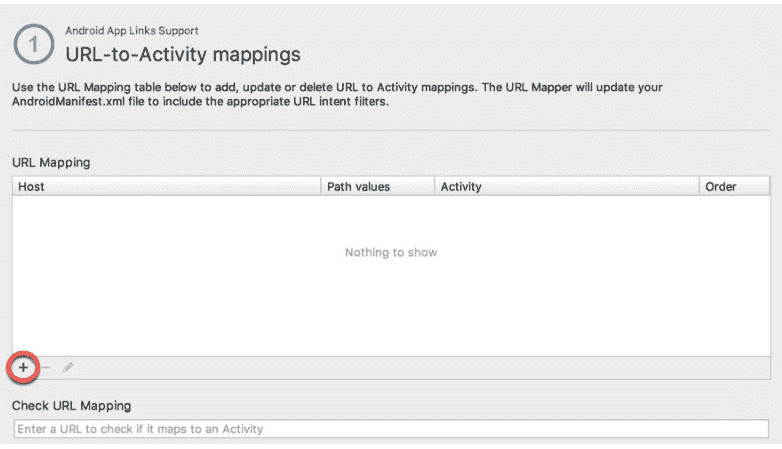 Android App Links Support
1
URL-to-Activity mappings
Use the URL Mapping table below to add, update or delete URL to Activity mappings. The URL Mapper will update your
AndroidManifest.xml file to include the appropriate URL intent filters.
URL Mapping
Host Path values Activity Order
Nothing to show
Check URL Mapping
Enter a URL to check if it maps to an Activity